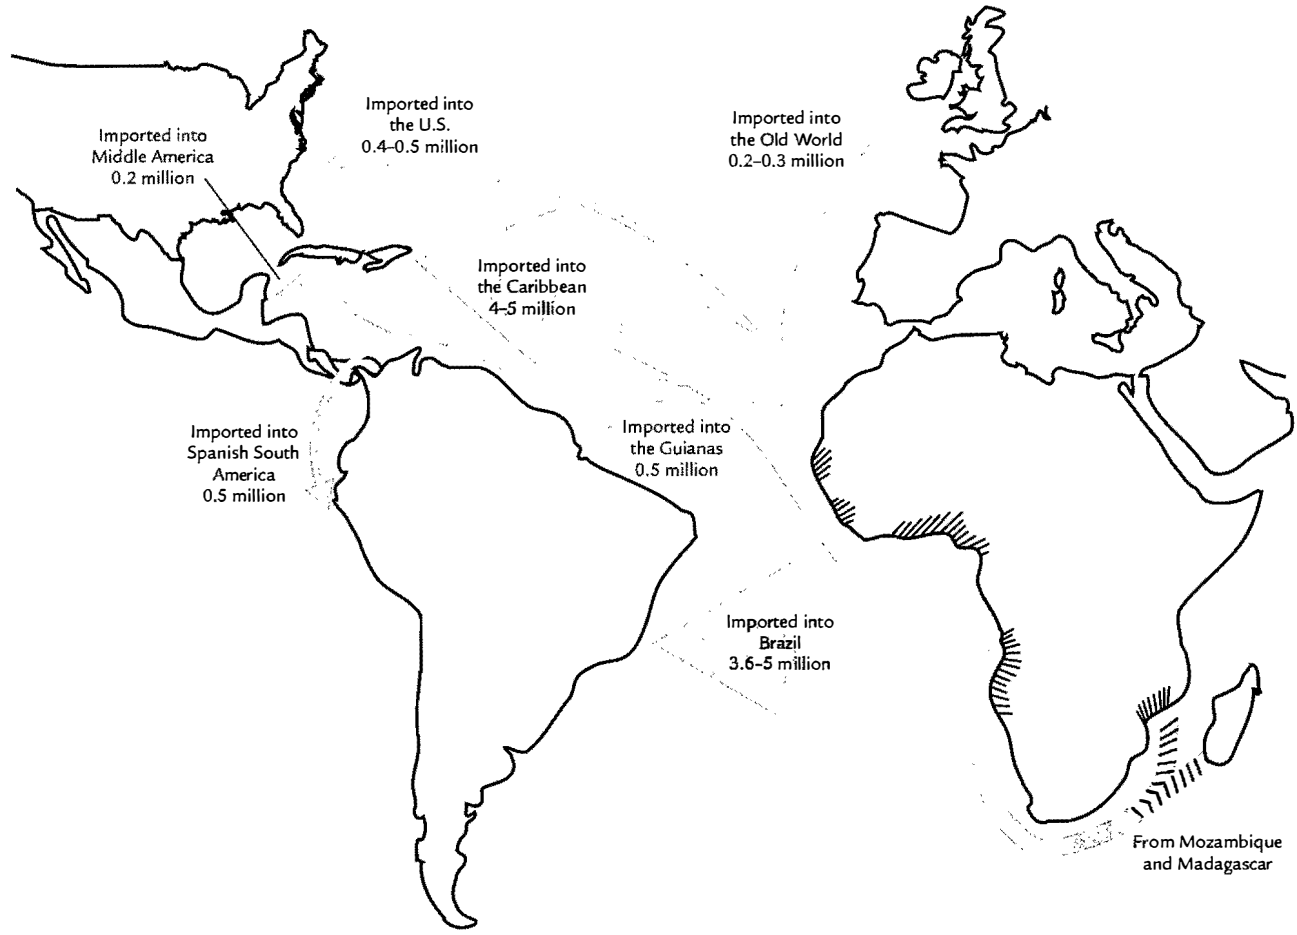 Imported into
the U.S.
0.4–0.5 million
Imported into
the Old World
0.2–0.3 million
Imported into
Middle America
0.2 million
Imported into
the Caribbean
4–5 million
Imported into
Spanish South
America
0.5 million
Imported into
the Guianas
0.5 million
Imported into
Brazil
3.6–5 million
From Mozambique
and Madagascar